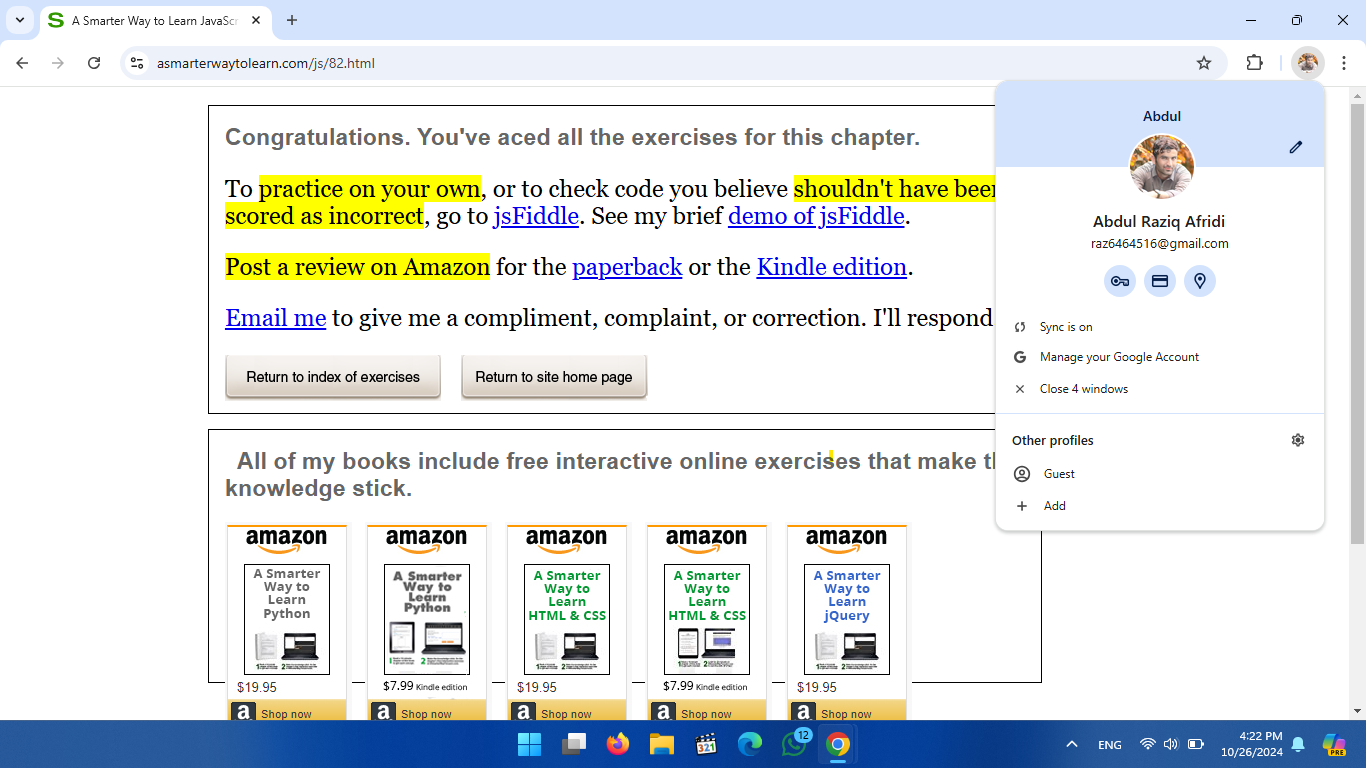 A Smarter Way to Learn JavaScr
asmarterwaytolearn.com/js/82.html
Congratulations. You've aced all the exercises for this chapter.
To practice on your own, or to check code you believe shouldn't have been
scored as incorrect, go to jsFiddle. See my brief demo of jsFiddle.
Post a review on Amazon for the paperback or the Kindle edition.
Email me to give me a compliment, complaint, or correction. I'll respond
Return to index of exercises
Return to site home page
Abdul
Abdul Raziq Afridi
raz6464516@gmail.com
Sync is on
Manage your Google Account
Close 4 windows
Other profiles
Guest
Add
All of my books include free interactive online exercises that make th
knowledge stick.
amazon
A Smarter
Way to
Learn
Python
$19.95
a Shop now
amazon
A Smarter
Way to
Learn
Python
$7.99 Kindle edition
a Shop now
amazon
A Smarter
Way to
Learn
HTML & CSS
$19.95
a Shop now
amazon
A Smarter
Way to
Learn
HTML & CSS
$7.99 Kindle edition
a Shop now
amazon
A Smarter
Way to
Learn
jQuery
$19.95
a Shop now
321
12
ENG
4:22 PM
10/26/2024
PRE